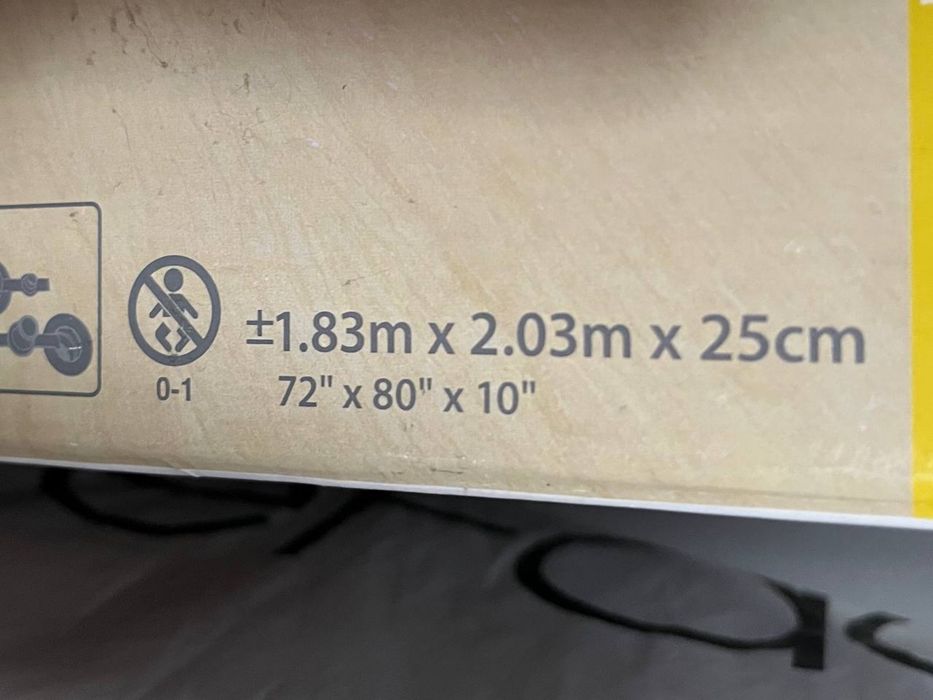 ±1.83m x 2.03m x 25cm
0-1
72" x 80" x 10"